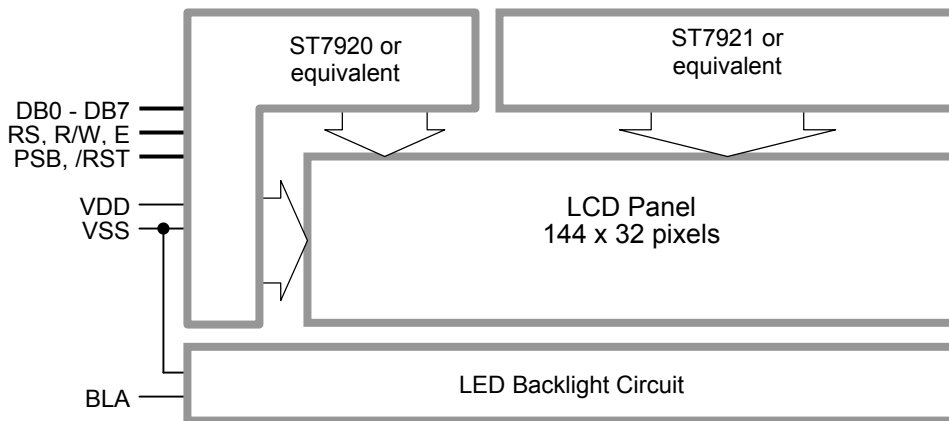 ST7920 or
equivalent
ST7921 or
equivalent
DB0 - DB7
RS, R/W, E
PSB, /RST
VDD
VSS
LCD Panel
144 x 32 pixels
LED Backlight Circuit
BLA